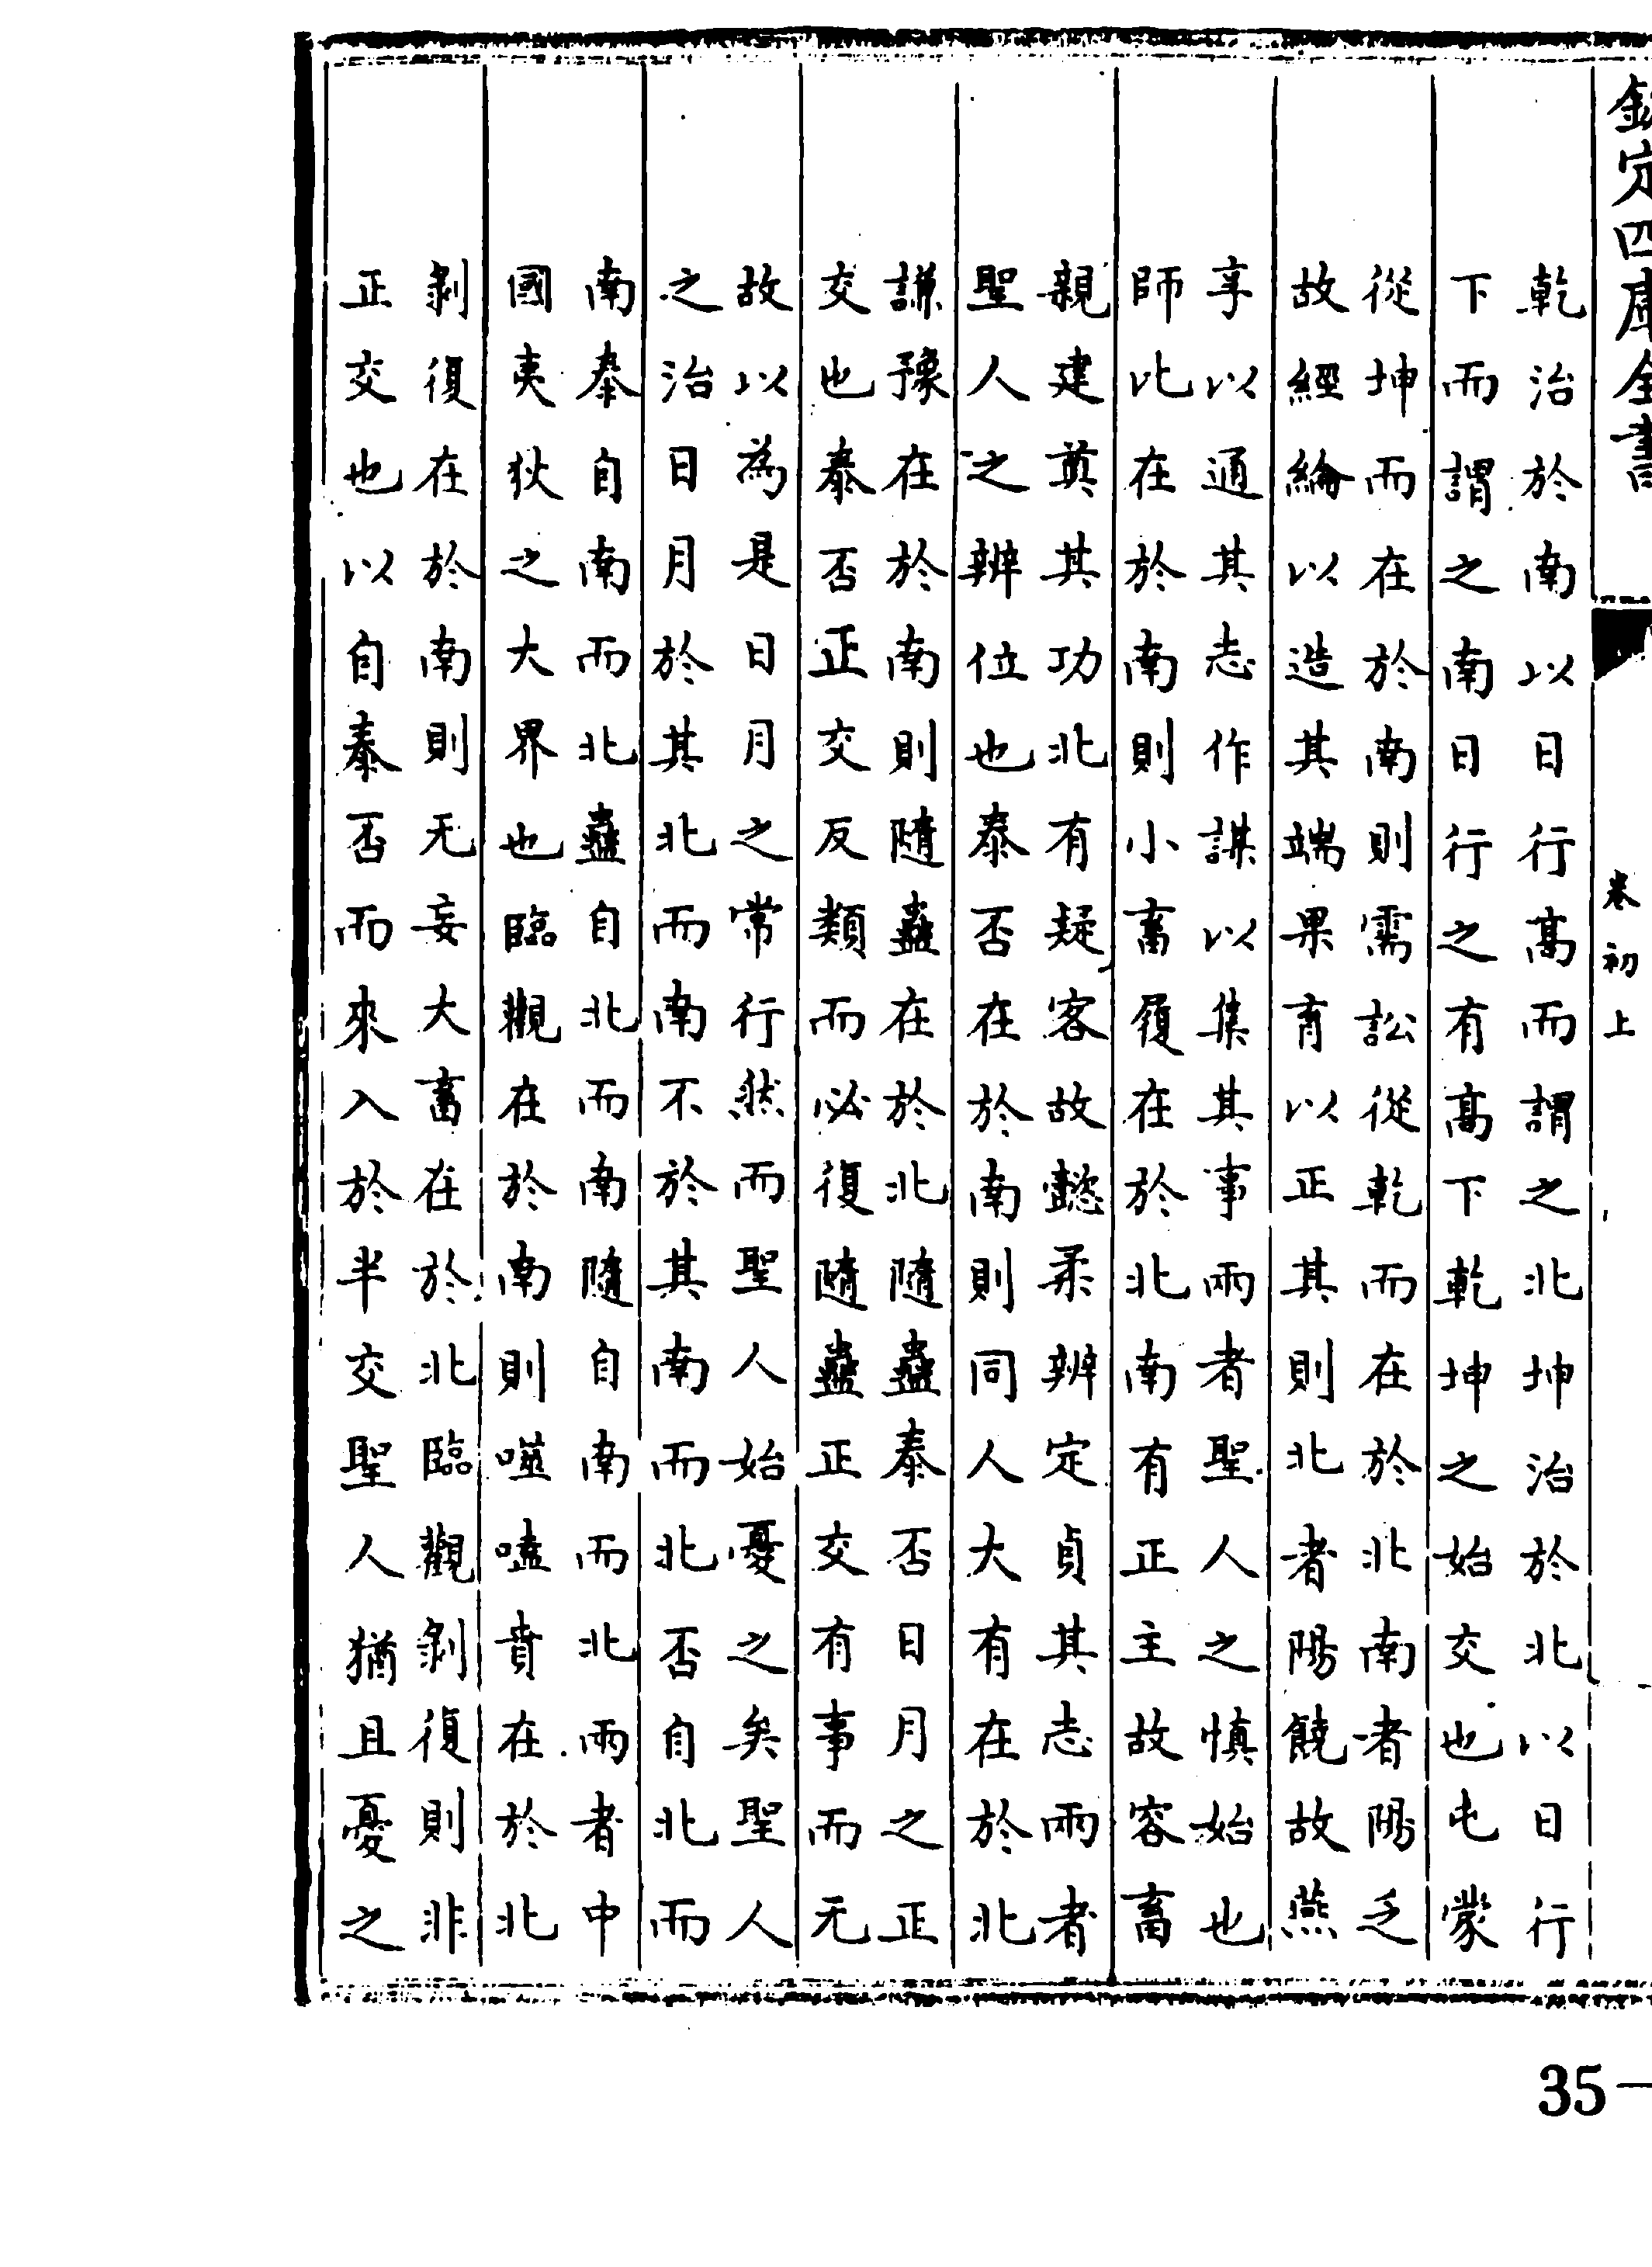 欽定四庫全書
卷初上
乾治於南以日行髙而謂之北坤治於北以日行
下而謂之南日行之有髙下乾坤之始交也屯蒙
從坤而在於南則需訟從乾而在於北南者陽乏
故經綸以造其端果育以正其則北者陽饒故燕
享以通其志作謀以集其事兩者聖人之慎始也
師比在於南則小畜履在於北南有正主故容畜
親建奠其功北有疑客故懿柔辨定貞其志兩者
聖人之辨位也泰否在於南則同人大有在於北
謙豫在於南則隨蠱在於北隨蠱泰否日月之正
交也泰否正交反類而必復隨蠱正交有事而无
故以為是日月之常行然而聖人始憂之矣聖人
之治日月於其北而南不於其南而北否自北而
南泰自南而北蠱自北而南隨自南而北兩者中
國夷狄之大界也臨觀在於南則噬嗑賁在於北
剝復在於南則无妄大畜在於北臨觀剝復則非
正交也以自泰否而來入於半交聖人猶且憂之
35